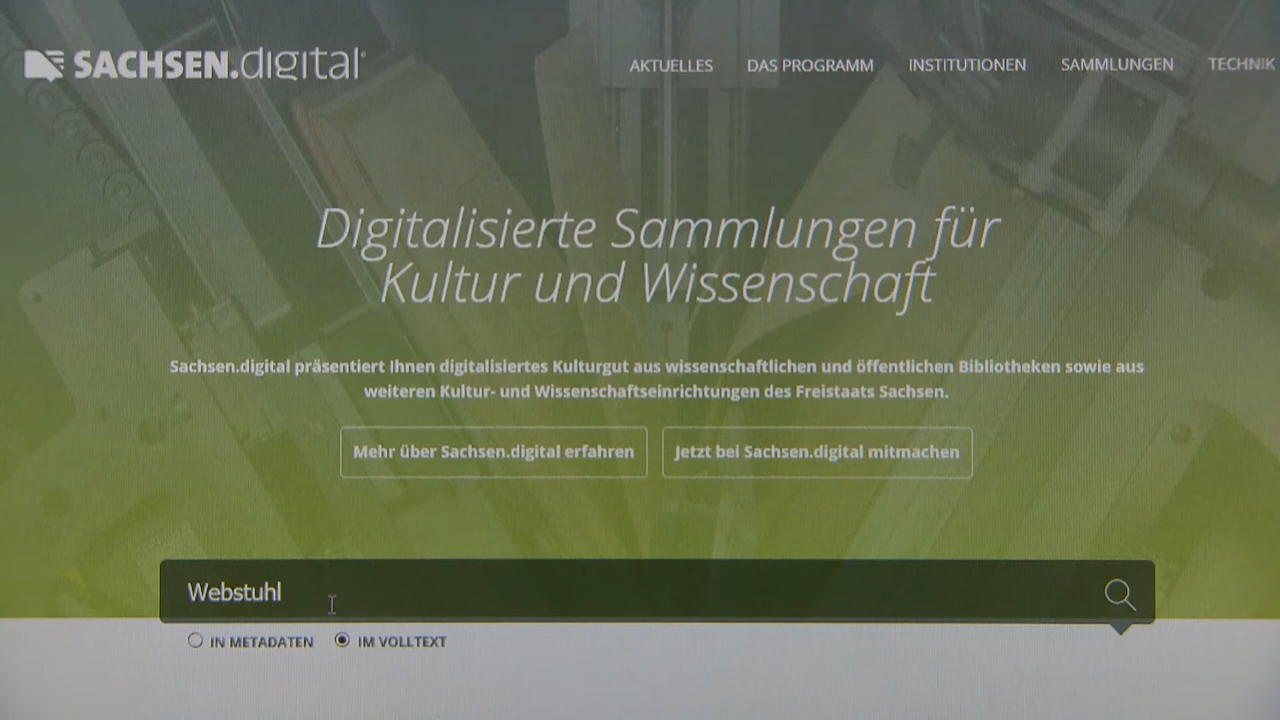 SACHSEN.digital
AKTUELLES DAS PROGRAMM INSTITUTIONEN SAMMLUNGEN TECHNIK
Digitalisierte Sammlungen für
Kultur und Wissenschaft
Sachsen.digital präsentiert Ihnen digitalisiertes Kulturgut aus wissenschaftlichen und öffentlichen Bibliotheken sowie aus
weiteren Kultur- und Wissenschaftseinrichtungen des Freistaats Sachsen.
Mehr über Sachsen.digital erfahren Jetzt bei Sachsen.digital mitmachen
Webstuhl
IN METADATEN IM VOLLTEXT